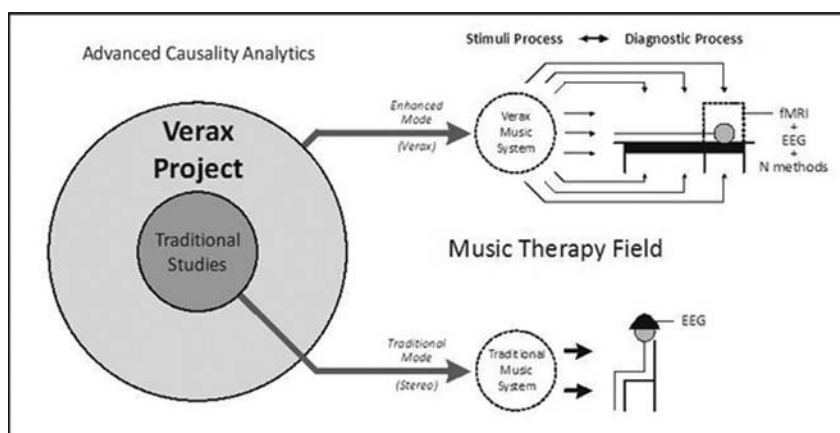 Advanced Causality Analytics
Stimuli Process Diagnostic Process
Verax
Project
Traditional
Studies
Enhanced
Mode
(Verax)
Verax
Music
System
fMRI
+
EEG
+
N methods
Music Therapy Field
Traditional
Mode
(Stereo)
Traditional
Music
System
EEG